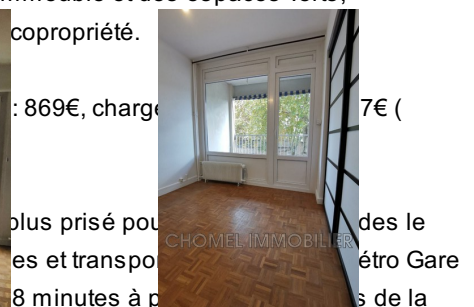 copropriété.
: 869€, charge 7€ (
plus prisé pou des le
es et transpo étro Gare
8 minutes à p s de la
CHOMEL IMMOBILIER